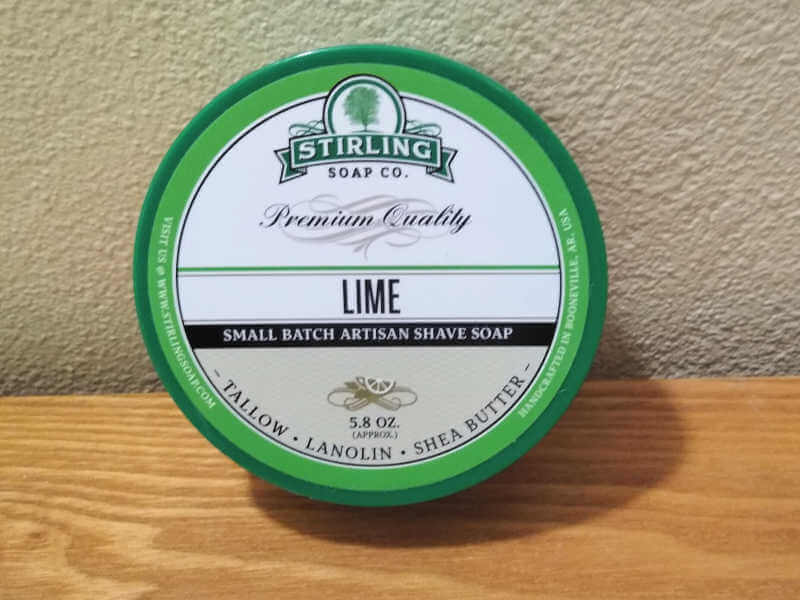 STIRLING
SOAP CO.
Premium Quality
LIME
SMALL BATCH ARTISAN SHAVE SOAP
5.8 OZ.
(APPROX.)
– TALLOW • LANOLIN • SHEA BUTTER –
VISIT US @ WWW.STIRLINGSOAP.COM
HANDCRAFTED IN BOONEVILLE, AR, USA